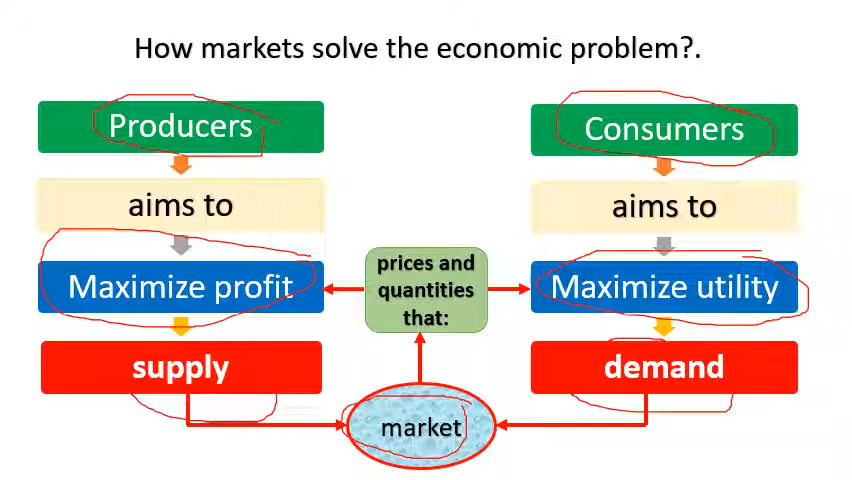 How markets solve the economic problem?.
Producers
aims to
Maximize profit
supply
Consumers
aims to
Maximize utility
demand
prices and
quantities
that:
market